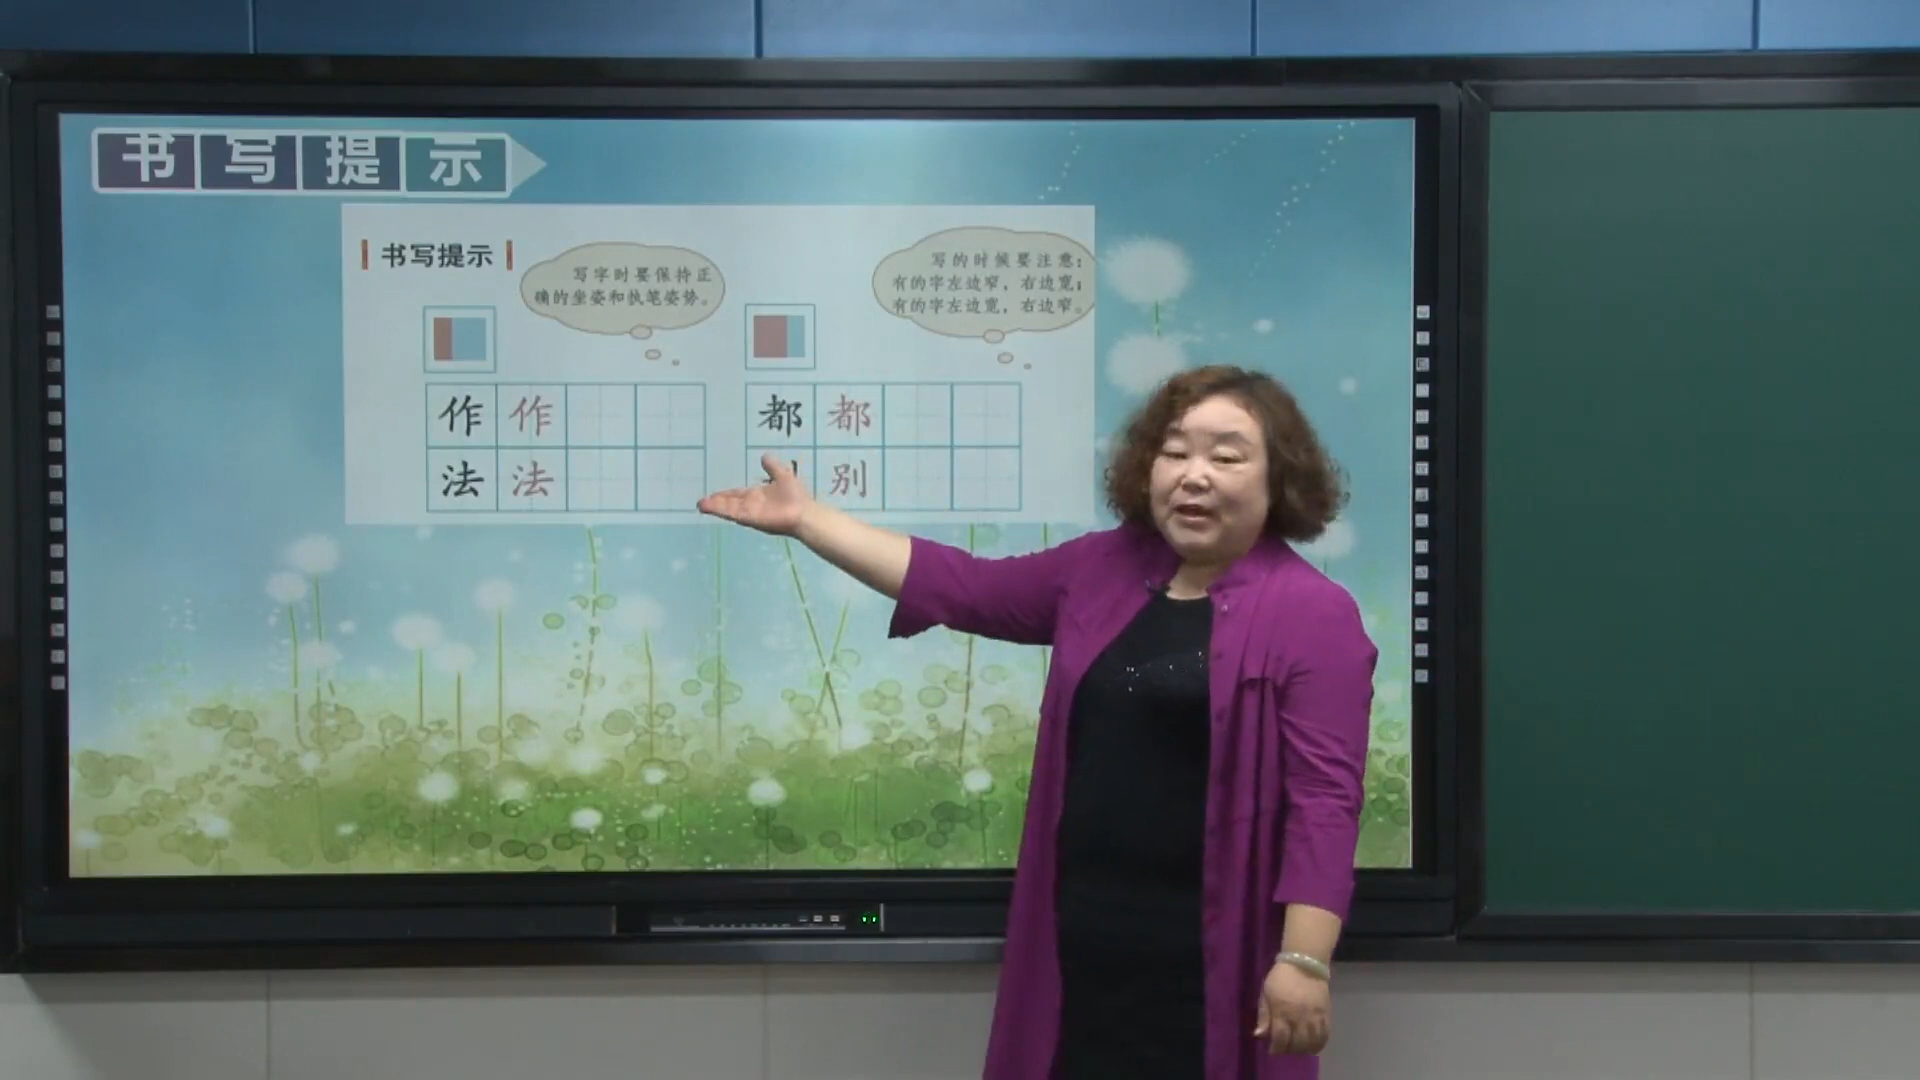 书写提示
书写提示
写字时要保持正
确的坐姿和执笔姿势。
写的时候要注意：
有的字左边窄，右边宽；
有的字左边宽，右边窄。
作 作
法 法
都 都
别